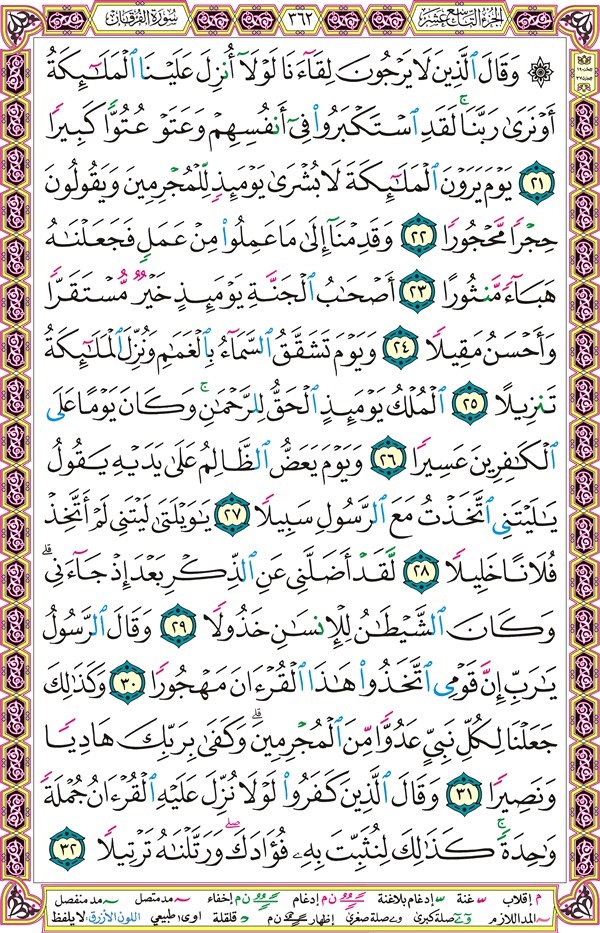 الجزء التاسع عشر
٣٦٢
سورة الفرقان
۞ وَقَالَ ٱلَّذِينَ لَا يَرْجُونَ لِقَآءَنَا لَوْلَآ أُنزِلَ عَلَيْنَا ٱلْمَلَـٰٓئِكَةُ
أَوْ نَرَىٰ رَبَّنَا ۗ لَقَدِ ٱسْتَكْبَرُوا۟ فِىٓ أَنفُسِهِمْ وَعَتَوْ عُتُوًّا كَبِيرًا
٢١ يَوْمَ يَرَوْنَ ٱلْمَلَـٰٓئِكَةَ لَا بُشْرَىٰ يَوْمَئِذٍ لِّلْمُجْرِمِينَ وَيَقُولُونَ
حِجْرًا مَّحْجُورًا ٢٢ وَقَدِمْنَآ إِلَىٰ مَا عَمِلُوا۟ مِنْ عَمَلٍ فَجَعَلْنَـٰهُ
هَبَآءً مَّنثُورًا ٢٣ أَصْحَـٰبُ ٱلْجَنَّةِ يَوْمَئِذٍ خَيْرٌ مُّسْتَقَرًّا
وَأَحْسَنُ مَقِيلًا ٢٤ وَيَوْمَ تَشَقَّقُ ٱلسَّمَآءُ بِٱلْغَمَـٰمِ وَنُزِّلَ ٱلْمَلَـٰٓئِكَةُ
تَنزِيلًا ٢٥ ٱلْمُلْكُ يَوْمَئِذٍ ٱلْحَقُّ لِلرَّحْمَـٰنِ ۚ وَكَانَ يَوْمًا عَلَى
ٱلْكَـٰفِرِينَ عَسِيرًا ٢٦ وَيَوْمَ يَعَضُّ ٱلظَّالِمُ عَلَىٰ يَدَيْهِ يَقُولُ
يَـٰلَيْتَنِى ٱتَّخَذْتُ مَعَ ٱلرَّسُولِ سَبِيلًا ٢٧ يَـٰوَيْلَتَىٰ لَيْتَنِى لَمْ أَتَّخِذْ
فُلَانًا خَلِيلًا ٢٨ لَّقَدْ أَضَلَّنِى عَنِ ٱلذِّكْرِ بَعْدَ إِذْ جَآءَنِى ۗ
وَكَانَ ٱلشَّيْطَـٰنُ لِلْإِنسَـٰنِ خَذُولًا ٢٩ وَقَالَ ٱلرَّسُولُ
يَـٰرَبِّ إِنَّ قَوْمِى ٱتَّخَذُوا۟ هَـٰذَا ٱلْقُرْءَانَ مَهْجُورًا ٣٠ وَكَذَٰلِكَ
جَعَلْنَا لِكُلِّ نَبِىٍّ عَدُوًّا مِّنَ ٱلْمُجْرِمِينَ ۗ وَكَفَىٰ بِرَبِّكَ هَادِيًا
وَنَصِيرًا ٣١ وَقَالَ ٱلَّذِينَ كَفَرُوا۟ لَوْلَا نُزِّلَ عَلَيْهِ ٱلْقُرْءَانُ جُمْلَةً
وَٰحِدَةً ۚ كَذَٰلِكَ لِنُثَبِّتَ بِهِۦ فُؤَادَكَ ۖ وَرَتَّلْنَـٰهُ تَرْتِيلًا ٣٢
م إقلاب غنة إدغام بلاغنة ن م إدغام ن م إخفاء مد متصل مد منفصل
المد اللازم صلة كبرى صلة صغرى إظهار ن م قلقلة اوى طبيعي اللون الأزرق: لا يلفظ